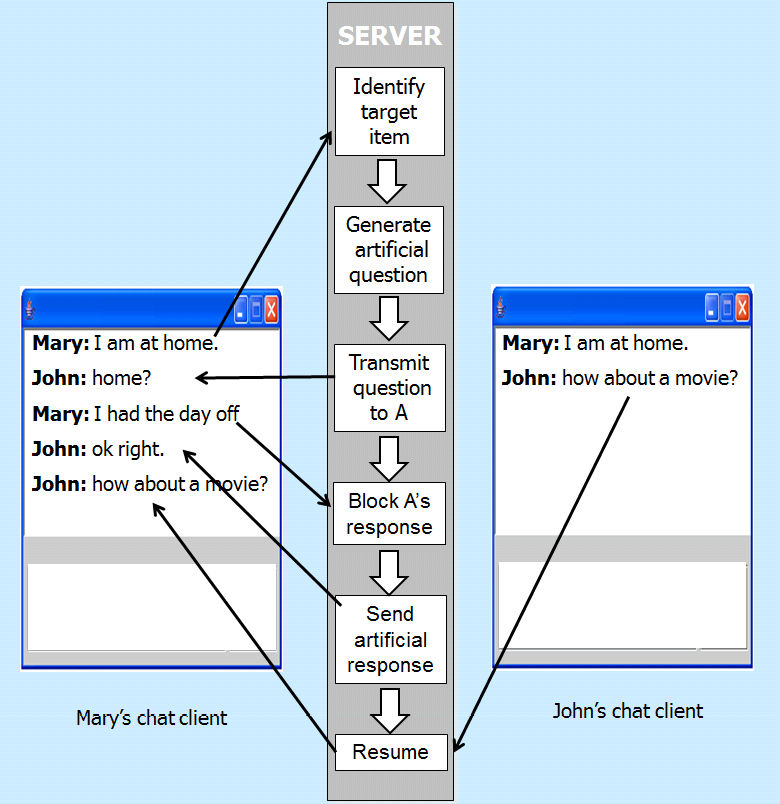 SERVER
Identify
target
item
Generate
artificial
question
Transmit
question
to A
Block A's
response
Send
artificial
response
Resume
Mary: I am at home.
John: home?
Mary: I had the day off
John: ok right.
John: how about a movie?
Mary's chat client
Mary: I am at home.
John: how about a movie?
John's chat client